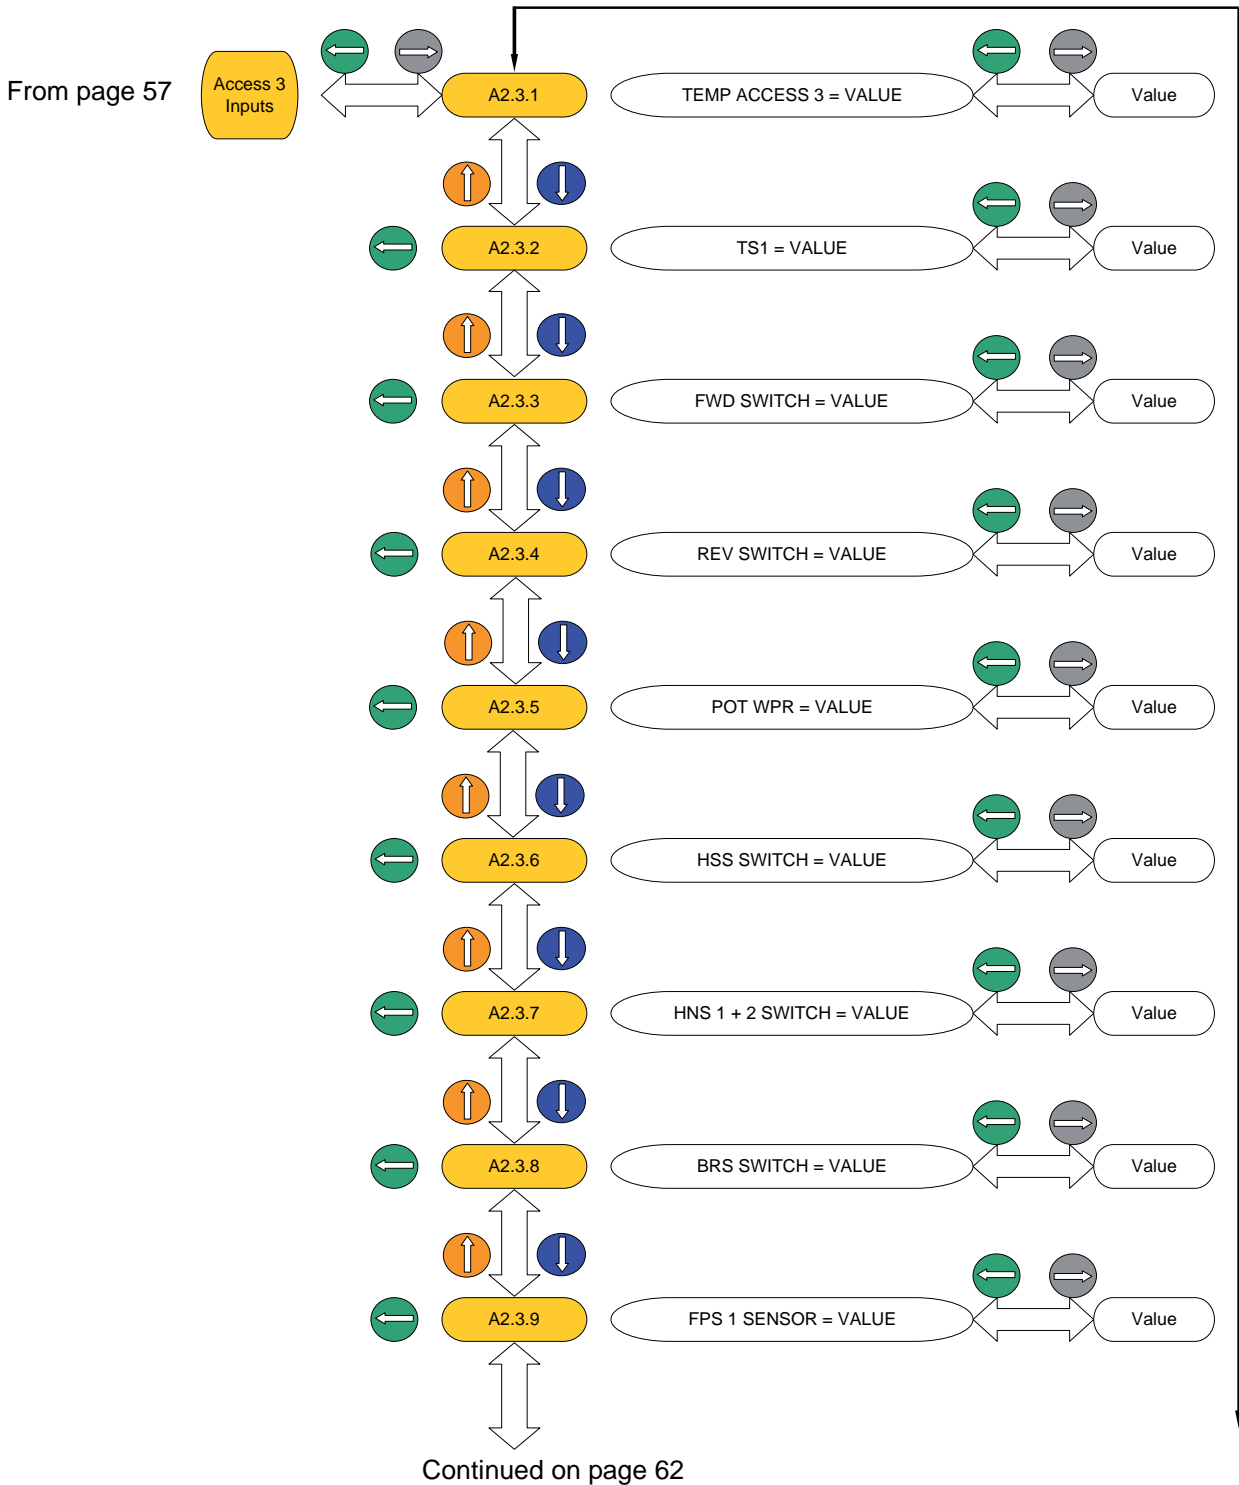 From page 57
Access 3
Inputs
A2.3.1
TEMP ACCESS 3 = VALUE
Value
A2.3.2
TS1 = VALUE
Value
A2.3.3
FWD SWITCH = VALUE
Value
A2.3.4
REV SWITCH = VALUE
Value
A2.3.5
POT WPR = VALUE
Value
A2.3.6
HSS SWITCH = VALUE
Value
A2.3.7
HNS 1 + 2 SWITCH = VALUE
Value
A2.3.8
BRS SWITCH = VALUE
Value
A2.3.9
FPS 1 SENSOR = VALUE
Value
Continued on page 62